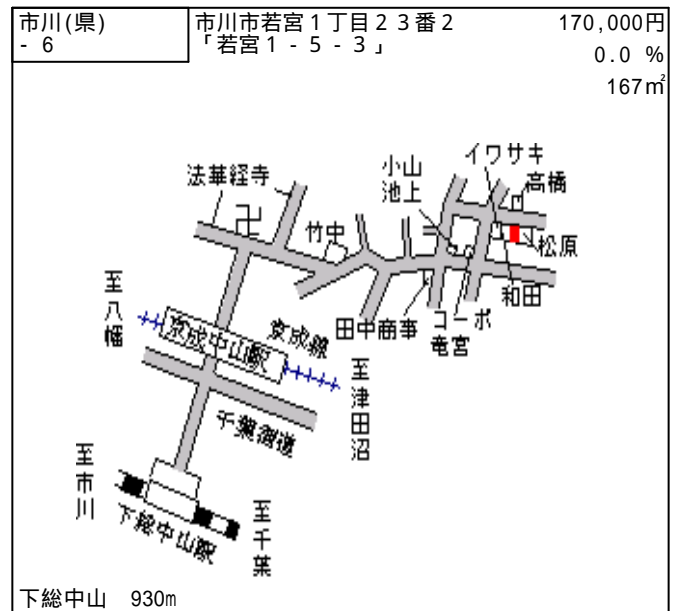 市川(県)
- 6
市川市若宮1丁目23番2
「若宮1 - 5 - 3」
170,000円
0.0 %
167㎡
イワサキ
小山
池上
高橋
法華経寺
卍
竹中
松原
和田
至八幡
田中商事
コーポ
竜宮
京成中山駅
京成線
至津田沼
千葉街道
至市川
下総中山駅
至千葉
下総中山 930m